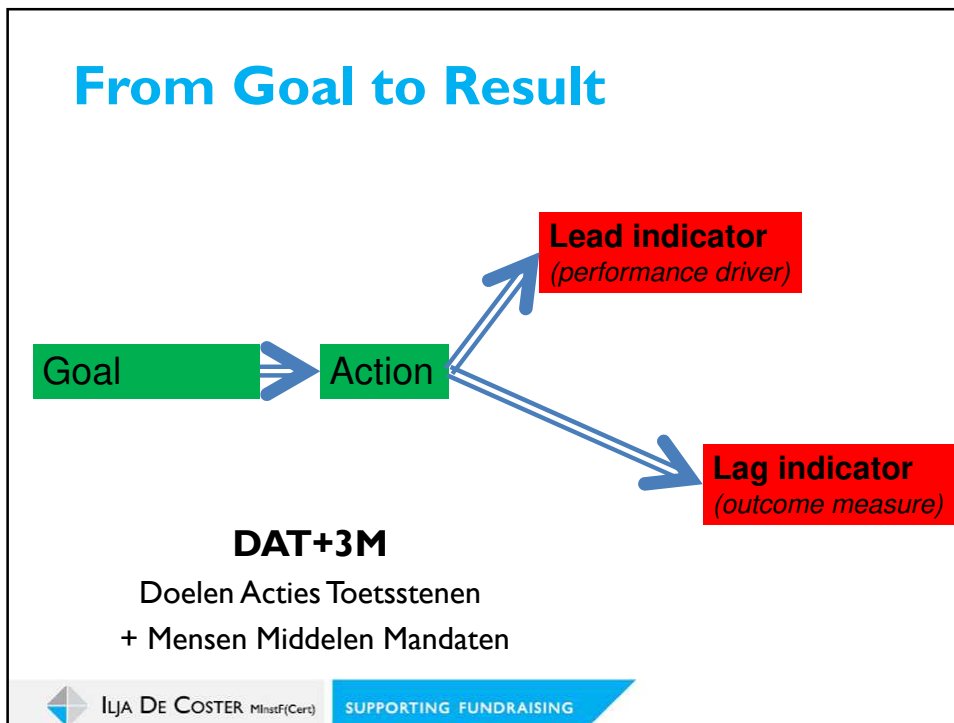 From Goal to Result
Lead indicator
(performance driver)
Goal
Action
Lag indicator
(outcome measure)
DAT+3M
Doelen Acties Toetsstenen
+ Mensen Middelen Mandaten
ILJA DE COSTER MInstF(Cert)
SUPPORTING FUNDRAISING